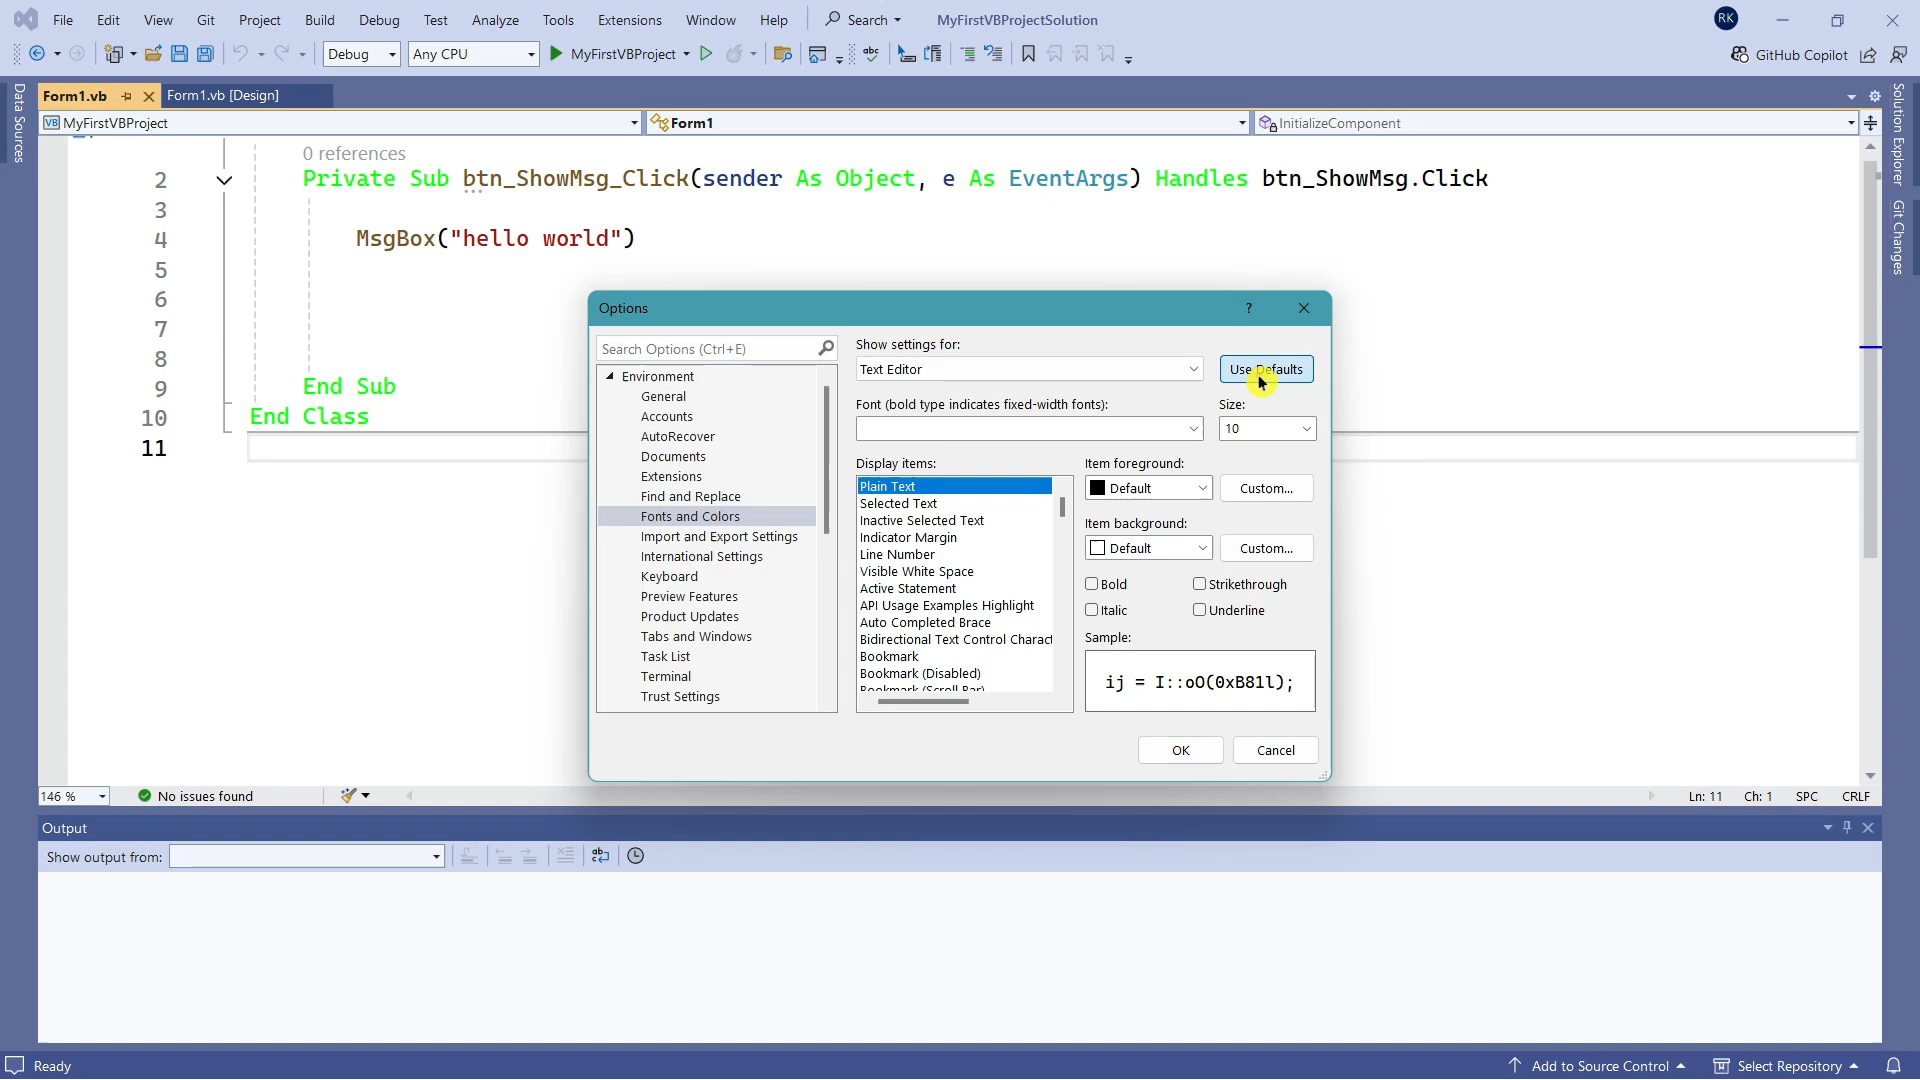 File Edit View Git Project Build Debug Test Analyze Tools Extensions Window Help Search MyFirstVBProjectSolution RK
Debug Any CPU MyFirstVBProject abc GitHub Copilot
Form1.vb Form1.vb [Design]
VB MyFirstVBProject Form1 InitializeComponent
Data Sources
Solution Explorer
Git Changes
0 references
2 Private Sub btn_ShowMsg_Click(sender As Object, e As EventArgs) Handles btn_ShowMsg.Click
3
4 MsgBox("hello world")
5
6
7
8
9 End Sub
10 End Class
11
Options ?
Search Options (Ctrl+E)
Environment
General
Accounts
AutoRecover
Documents
Extensions
Find and Replace
Fonts and Colors
Import and Export Settings
International Settings
Keyboard
Preview Features
Product Updates
Tabs and Windows
Task List
Terminal
Trust Settings
Show settings for:
Text Editor Use Defaults
Font (bold type indicates fixed-width fonts): Size:
10
Display items:
Plain Text
Selected Text
Inactive Selected Text
Indicator Margin
Line Number
Visible White Space
Active Statement
API Usage Examples Highlight
Auto Completed Brace
Bidirectional Text Control Charact
Bookmark
Bookmark (Disabled)
Bookmark (Scroll Bar)
Item foreground:
Default Custom...
Item background:
Default Custom...
Bold Strikethrough
Italic Underline
Sample:
ij = I::oO(0xB81l);
OK Cancel
146 % No issues found Ln: 11 Ch: 1 SPC CRLF
Output
Show output from:
Ready Add to Source Control Select Repository